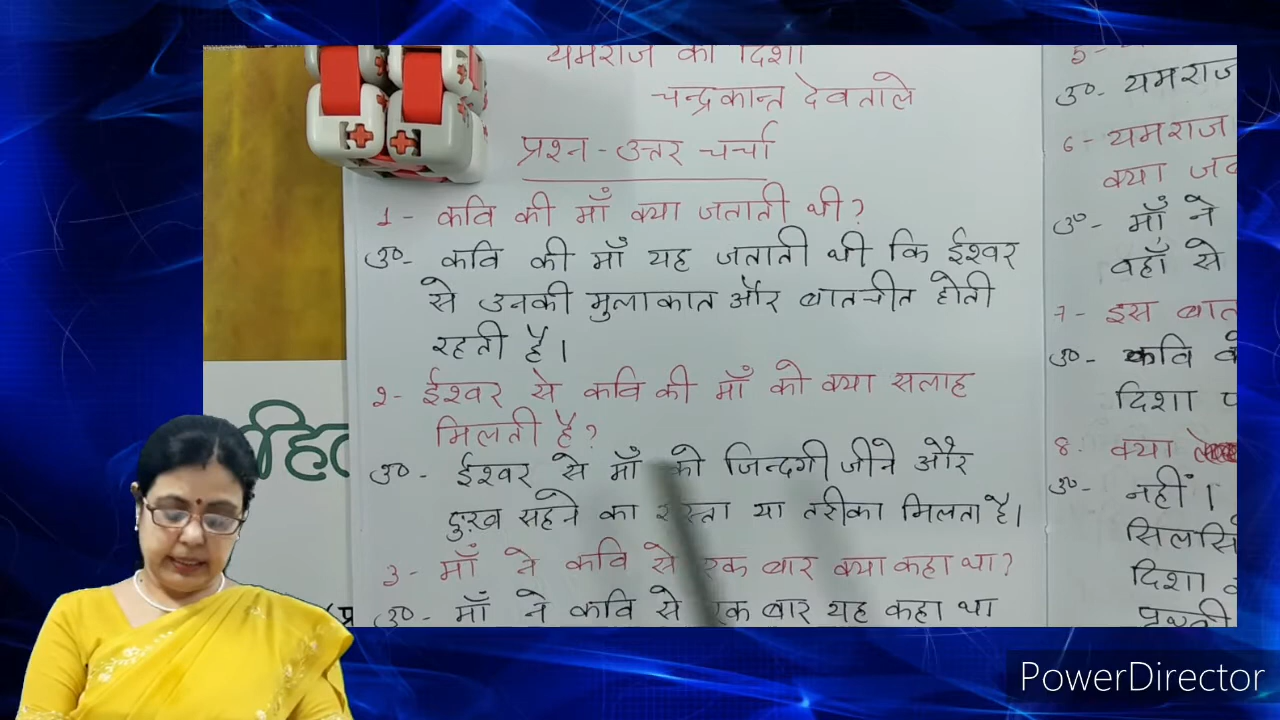 यमराज की दिशा
चन्द्रकान्त देवताले
प्रश्न - उत्तर चर्चा
1 - कवि की माँ क्या जताती थी?
उ०- कवि की माँ यह जताती थी कि ईश्वर
से उनकी मुलाकात और बातचीत होती
रहती है।
2- ईश्वर से कवि की माँ को क्या सलाह
मिलती है?
उ०- ईश्वर से माँ को जिन्दगी जीने और
दुःख सहने का रास्ता या तरीका मिलता है।
3 - माँ ने कवि से एक बार क्या कहा था?
उ०- माँ ने कवि से एक बार यह कहा था
5-
उ०- यमराज
6 - यमराज
क्या
उ०- माँ ने
वहाँ से
7- इस
उ०- कवि
दिशा
8. क्या
उ०- नहीं।
दिशा
PowerDirector